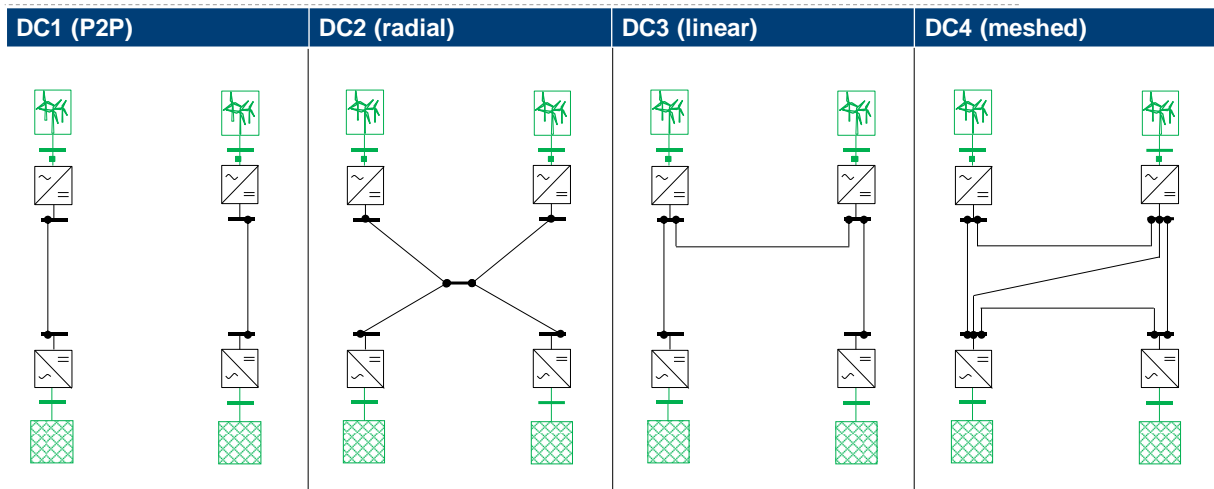 DC1 (P2P)
DC2 (radial)
DC3 (linear)
DC4 (meshed)